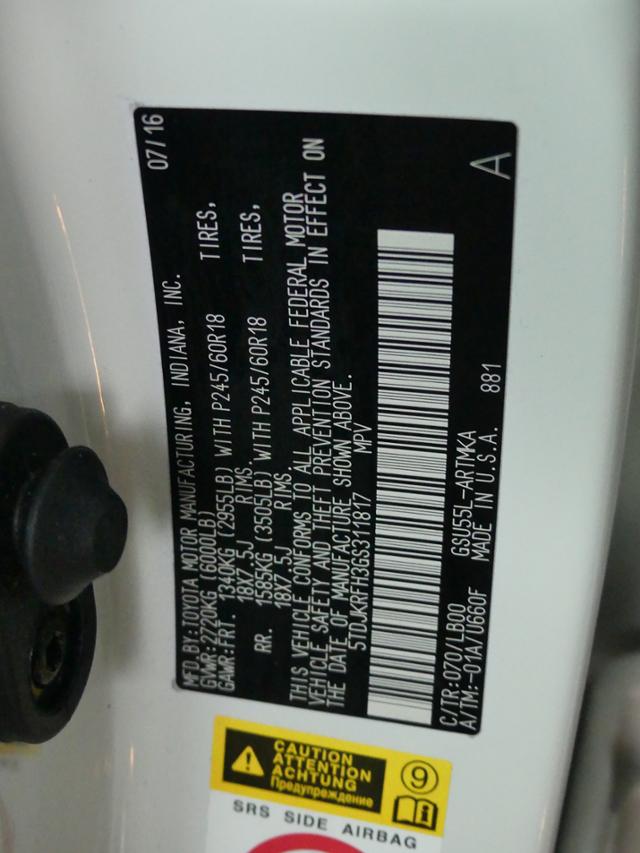 MFD.BY:TOYOTA MOTOR MANUFACTURING, INDIANA, INC. 07/16
GVWR:2720KG (6000LB)
GAWR:FRT. 1340KG (2955LB) WITH P245/60R18 TIRES,
18X7.5J RIMS.
RR. 1585KG (3505LB) WITH P245/60R18 TIRES,
18X7.5J RIMS.
THIS VEHICLE CONFORMS TO ALL APPLICABLE FEDERAL MOTOR
VEHICLE SAFETY AND THEFT PREVENTION STANDARDS IN EFFECT ON
THE DATE OF MANUFACTURE SHOWN ABOVE.
5TDJKRFH3GS311817 MPV
C/TR:070/LB00 GSU55L-ARTMKA A
A/TM:-01A/U660F MADE IN U.S.A. 881
CAUTION
ATTENTION
ACHTUNG
Предупреждение
9
i
SRS SIDE AIRBAG